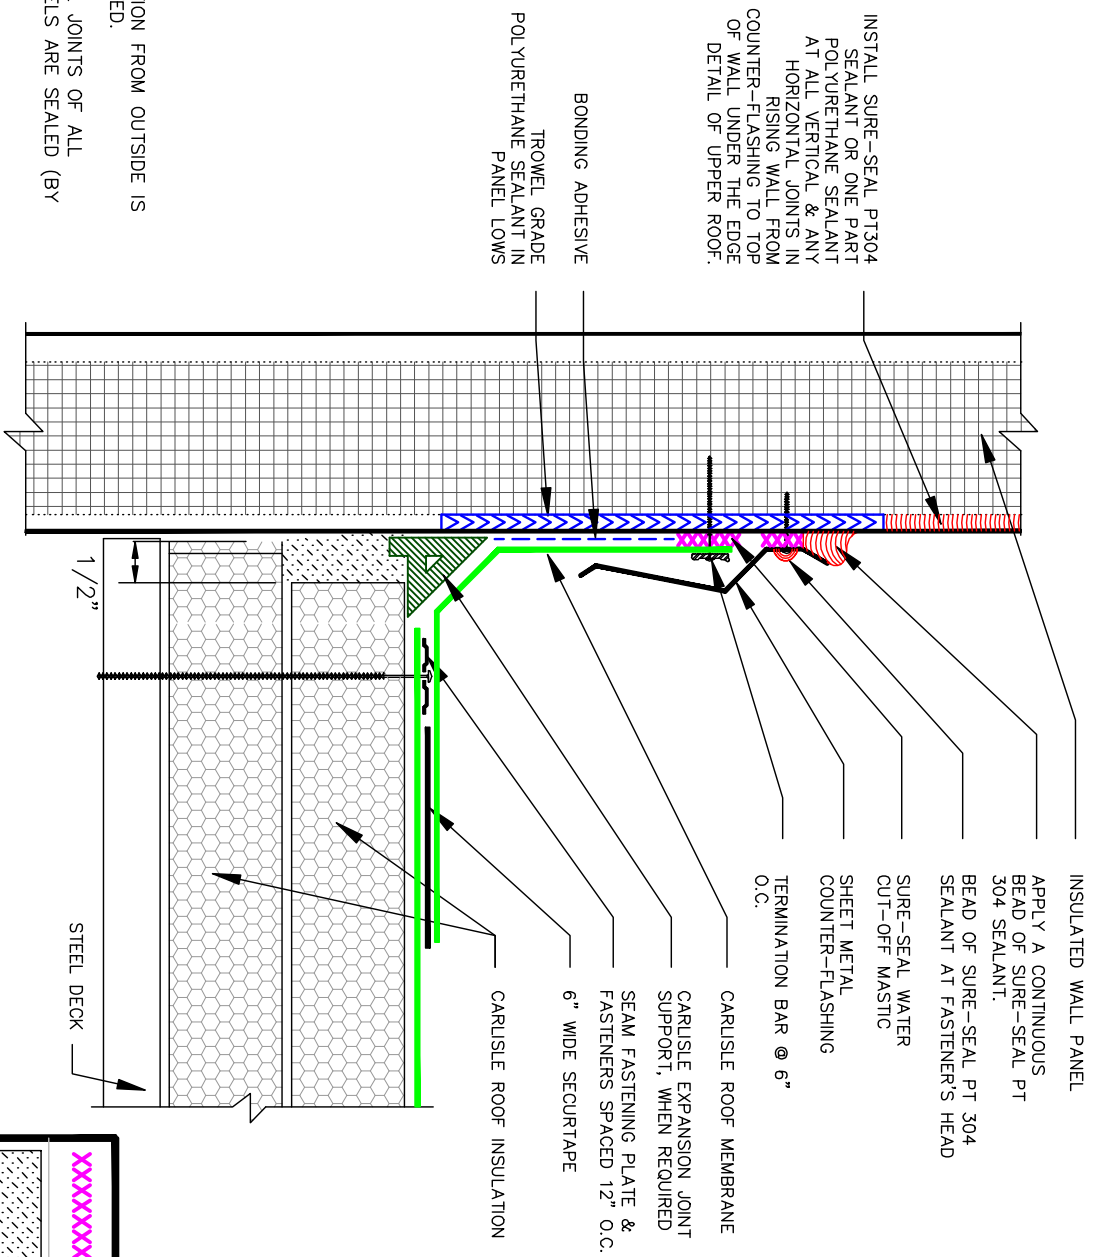 INSTALL SURE-SEAL PT304
SEALANT OR ONE PART
POLYURETHANE SEALANT
AT ALL VERTICAL & ANY
HORIZONTAL JOINTS IN
RISING WALL FROM
COUNTER-FLASHING TO TOP
OF WALL UNDER THE EDGE
DETAIL OF UPPER ROOF.
BONDING ADHESIVE
TROWEL GRADE
POLYURETHANE SEALANT IN
PANEL LOWS
ION FROM OUTSIDE IS
ED.
JOINTS OF ALL
ELS ARE SEALED (BY
INSULATED WALL PANEL
APPLY A CONTINUOUS
BEAD OF SURE-SEAL PT
304 SEALANT.
BEAD OF SURE-SEAL PT 304
SEALANT AT FASTENER'S HEAD
SURE-SEAL WATER
CUT-OFF MASTIC
SHEET METAL
COUNTER-FLASHING
TERMINATION BAR @ 6"
O.C.
CARLISLE ROOF MEMBRANE
CARLISLE EXPANSION JOINT
SUPPORT, WHEN REQUIRED
SEAM FASTENING PLATE &
FASTENERS SPACED 12" O.C.
6" WIDE SECURTAPE
CARLISLE ROOF INSULATION
1/2"
STEEL DECK